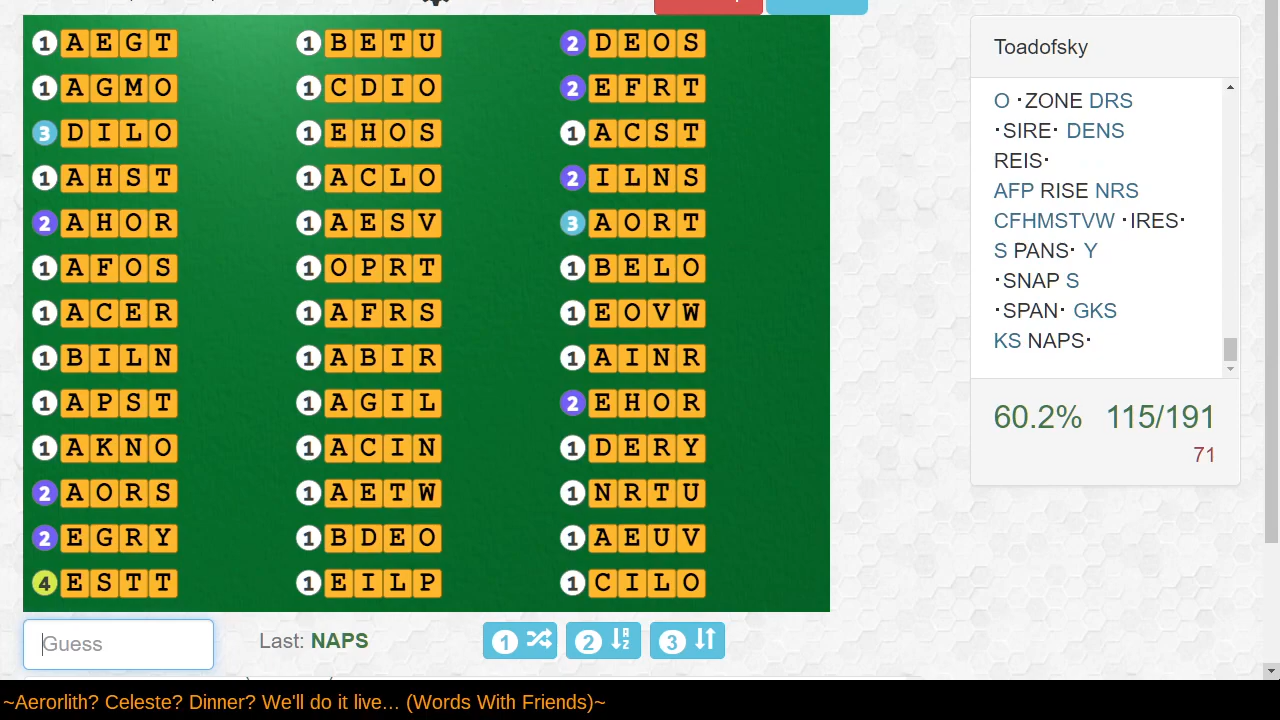 1 AEGT 1 BETU 2 DEOS
1 AGMO 1 CDIO 2 EFRT
3 DILO 1 EHOS 1 ACST
1 AHST 1 ACLO 2 ILNS
2 AHOR 1 AESV 3 AORT
1 AFOS 1 OPRT 1 BELO
1 ACER 1 AFRS 1 EOVW
1 BILN 1 ABIR 1 AINR
1 APST 1 AGIL 2 EHOR
1 AKNO 1 ACIN 1 DERY
2 AORS 1 AETW 1 NRTU
2 EGRY 1 BDEO 1 AEUV
4 ESTT 1 EILP 1 CILO
Guess
Last: NAPS
1 2 3
Toadofsky
O ·ZONE DRS
·SIRE· DENS
REIS·
AFP RISE NRS
CFHMSTVW ·IRES·
S PANS· Y
·SNAP S
·SPAN· GKS
KS NAPS·
60.2% 115/191
71
~Aerorlith? Celeste? Dinner? We'll do it live... (Words With Friends)~